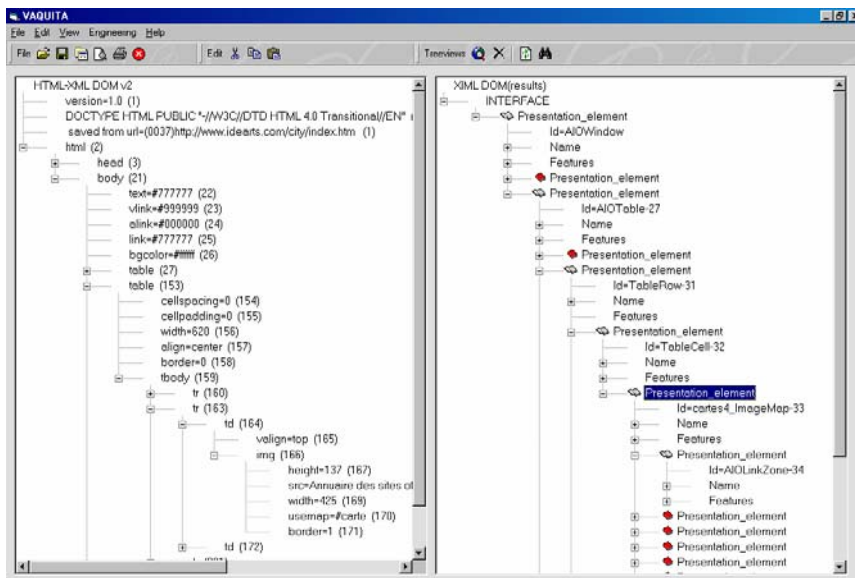 VAQUITA
File Edit View Engineering Help
File Edit Treeviews
HTML-XML DOM v2
version=1.0 (1)
DOCTYPE HTML PUBLIC "-//W3C//DTD HTML 4.0 Transitional//EN"
saved from url=(0037)http://www.idearts.com/city/index.htm (1)
html (2)
head (3)
body (21)
text=#777777 (22)
vlink=#999999 (23)
alink=#000000 (24)
link=#777777 (25)
bgcolor=#ffffff (26)
table (27)
table (153)
cellspacing=0 (154)
cellpadding=0 (155)
width=620 (156)
align=center (157)
border=0 (158)
tbody (159)
tr (160)
tr (163)
td (164)
valign=top (165)
img (166)
height=137 (167)
src=Annuaire des sites of
width=425 (169)
usemap=#carte (170)
border=1 (171)
td (172)
XIML DOM(results)
INTERFACE
Presentation_element
Id=AIOWindow
Name
Features
Presentation_element
Presentation_element
Id=AIOTable-27
Name
Features
Presentation_element
Presentation_element
Id=TableRow-31
Name
Features
Presentation_element
Id=TableCell-32
Name
Features
Presentation_element
Id=cartes4_ImageMap-33
Name
Features
Presentation_element
Id=AIOLinkZone-34
Name
Features
Presentation_element
Presentation_element
Presentation_element
Presentation_element